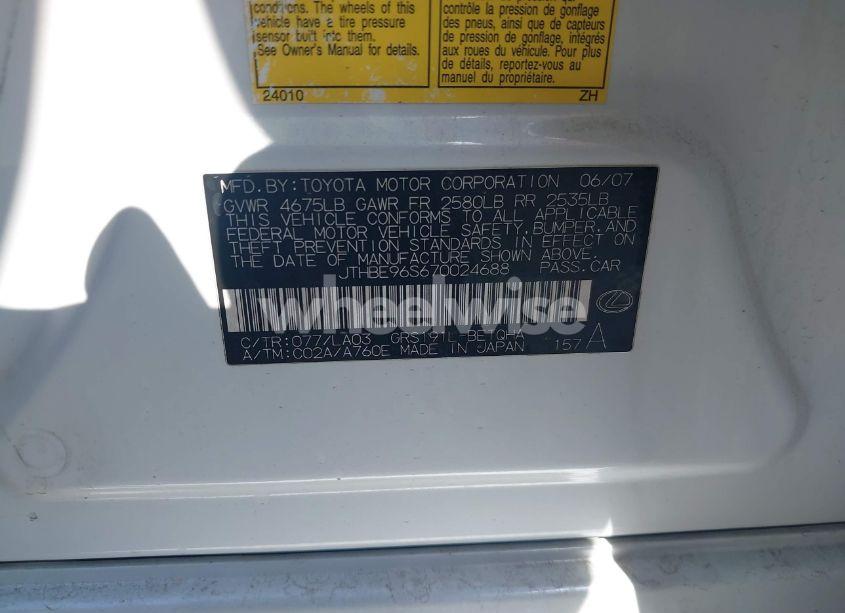 conditions. The wheels of this
vehicle have a tire pressure
sensor built into them.
See Owner's Manual for details.
24010
contrôle la pression de gonflage
des pneus, ainsi que de capteurs
de pression de gonflage, intégrés
aux roues du véhicule. Pour plus
de détails, reportez-vous au
manuel du propriétaire.
ZH
MFD.BY:TOYOTA MOTOR CORPORATION 06/07
GVWR 4675LB GAWR FR 2580LB RR 2535LB
THIS VEHICLE CONFORMS TO ALL APPLICABLE
FEDERAL MOTOR VEHICLE SAFETY,BUMPER,AND
THEFT PREVENTION STANDARDS IN EFFECT ON
THE DATE OF MANUFACTURE SHOWN ABOVE.
JTHBE96S670024688 PASS.CAR
wheelwise
C/TR:077/LA03 GRS191L-BETQHA
A/TM:C02A/A760E MADE IN JAPAN 157 A